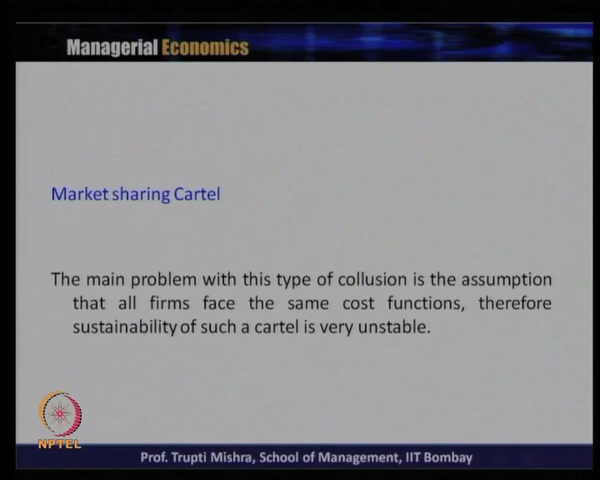 Managerial Economics
Market sharing Cartel
The main problem with this type of collusion is the assumption
that all firms face the same cost functions, therefore
sustainability of such a cartel is very unstable.
NPTEL
Prof. Trupti Mishra, School of Management, IIT Bombay